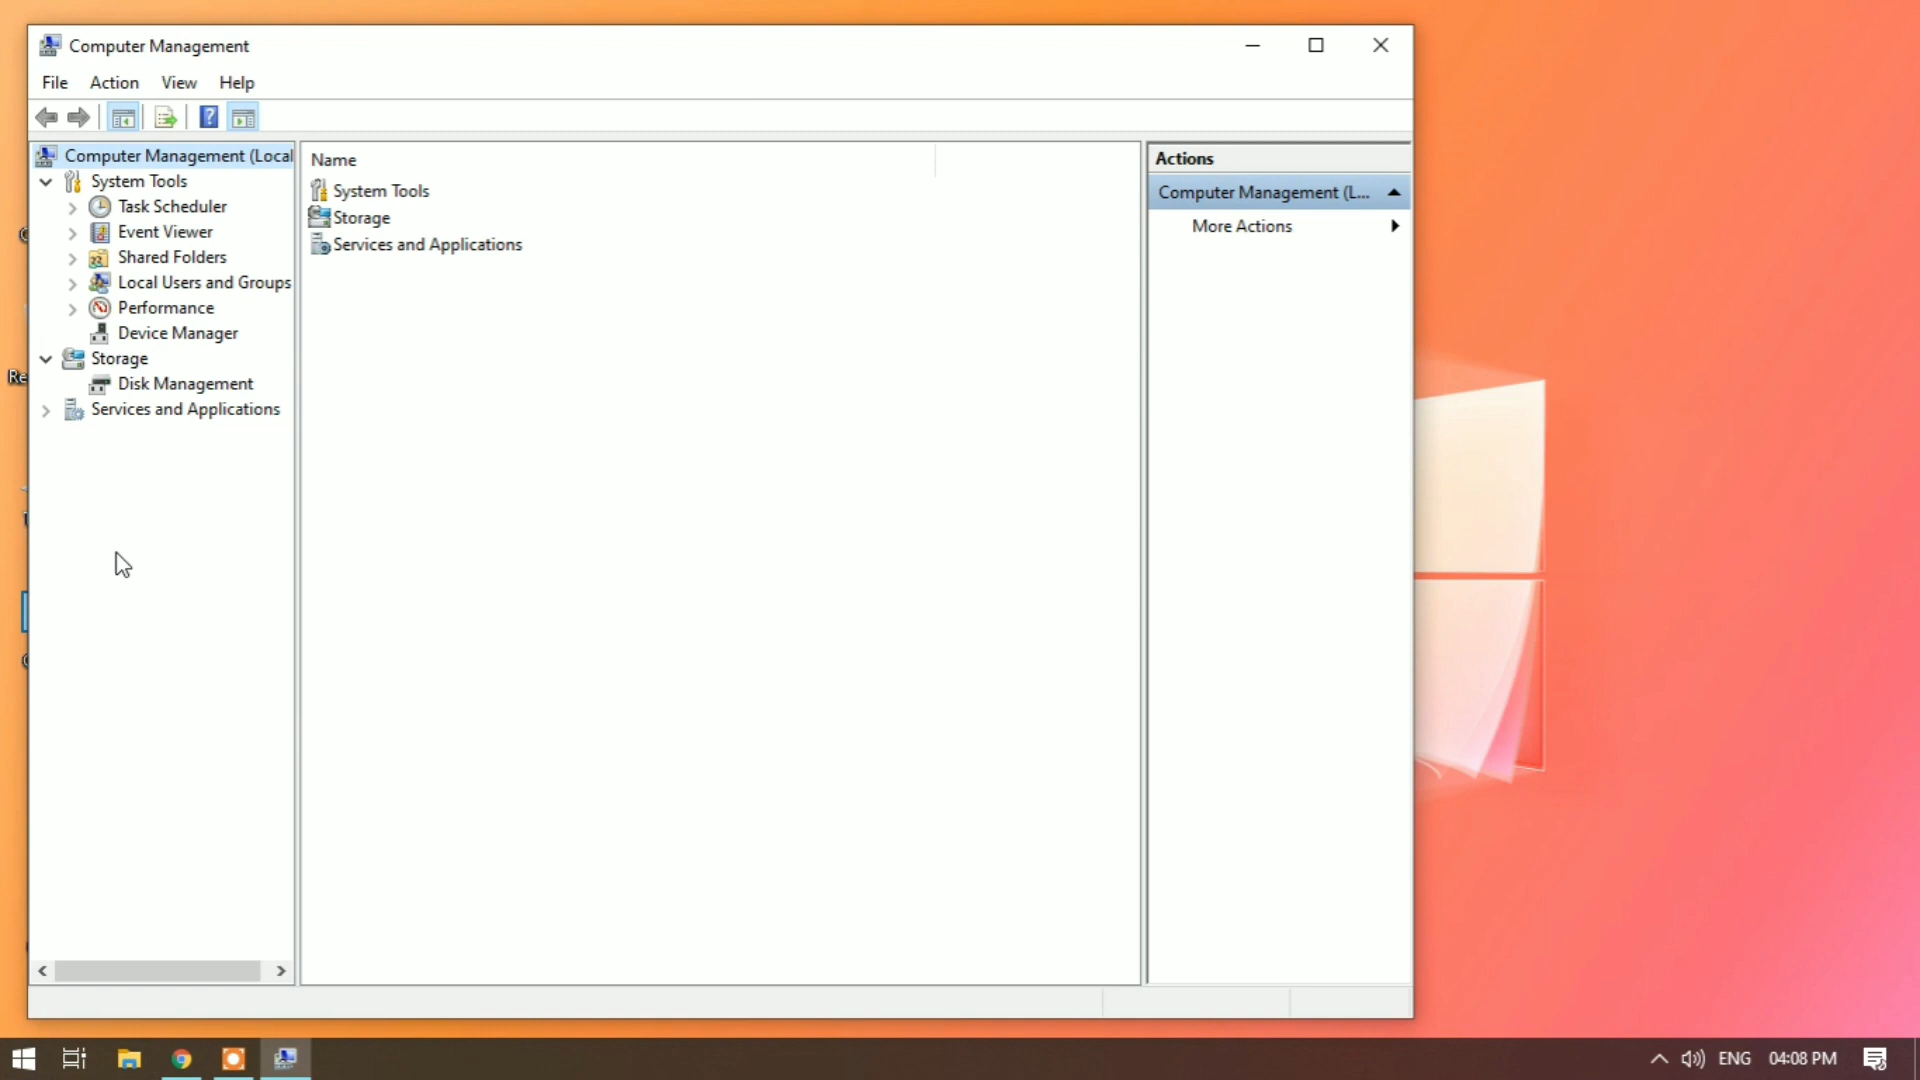 Computer Management
File Action View Help
Computer Management (Local
System Tools
Task Scheduler
Event Viewer
Shared Folders
Local Users and Groups
Performance
Device Manager
Storage
Disk Management
Services and Applications
Name
System Tools
Storage
Services and Applications
Actions
Computer Management (L...
More Actions
Re
ENG 04:08 PM